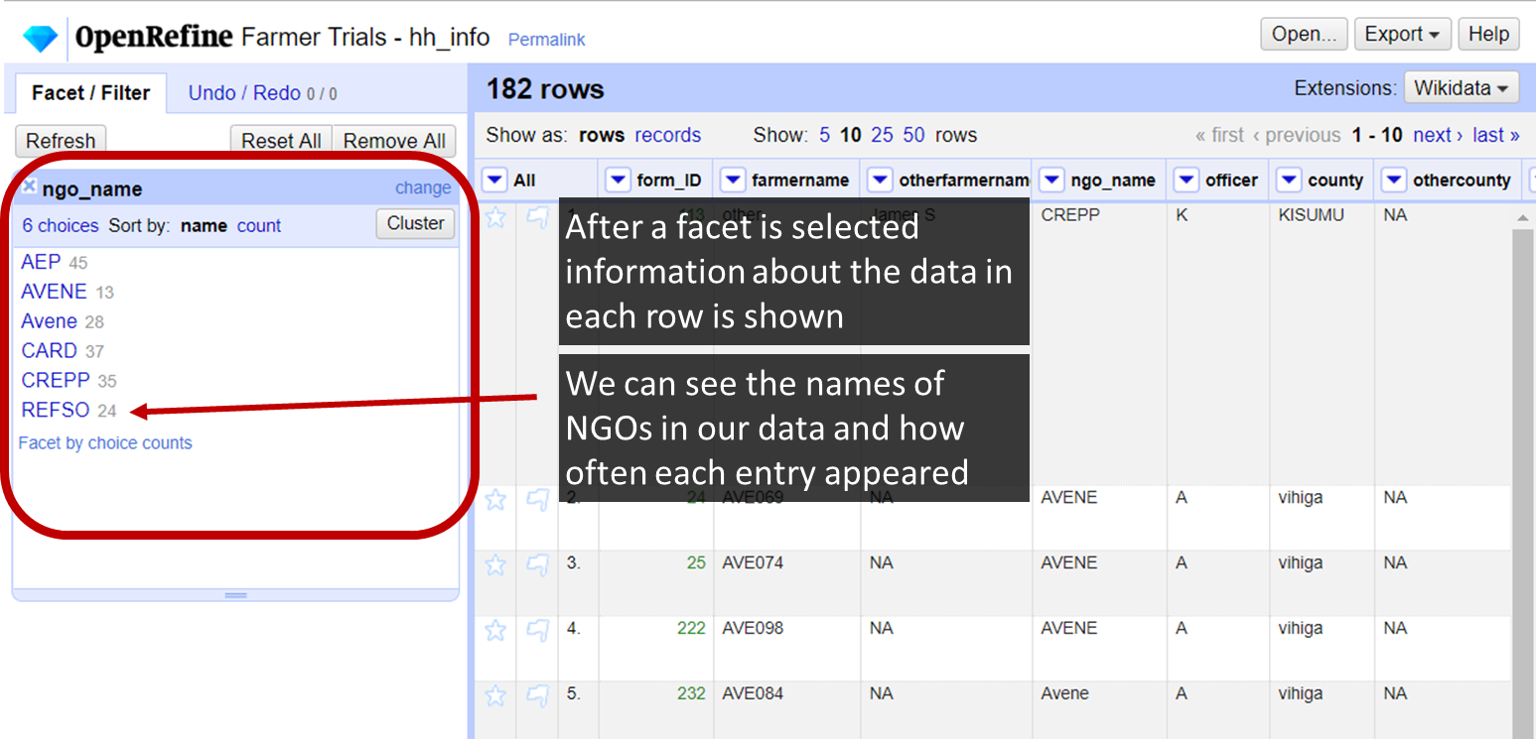 OpenRefine Farmer Trials - hh_info Permalink Open... Export Help
Facet / Filter Undo / Redo 0 / 0
Refresh Reset All Remove All
ngo_name change
6 choices Sort by: name count Cluster
AEP 45
AVENE 13
Avene 28
CARD 37
CREPP 35
REFSO 24
Facet by choice counts
182 rows Extensions: Wikidata
Show as: rows records Show: 5 10 25 50 rows « first ‹ previous 1 - 10 next › last »
All form_ID farmername otherfarmername ngo_name officer county othercounty
CREPP K KISUMU NA
After a facet is selected
information about the data in
each row is shown
We can see the names of
NGOs in our data and how
often each entry appeared
2. 24 AVE069 NA AVENE A vihiga NA
3. 25 AVE074 NA AVENE A vihiga NA
4. 222 AVE098 NA AVENE A vihiga NA
5. 232 AVE084 NA Avene A vihiga NA